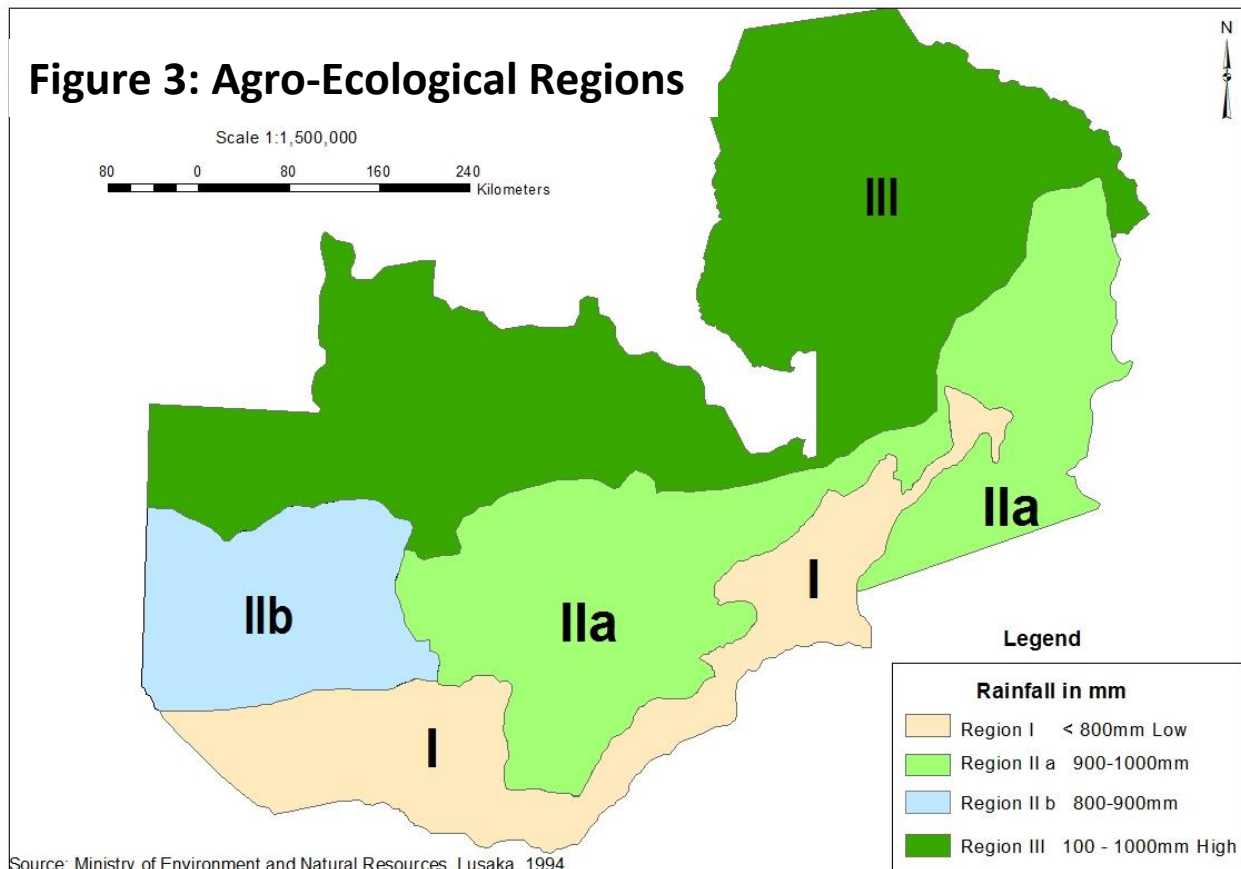 Figure 3: Agro-Ecological Regions
N
Scale 1:1,500,000
80 0 80 160 240
Kilometers
III
IIa
I
IIb
IIa
I
Legend
Rainfall in mm
Region I < 800mm Low
Region II a 900-1000mm
Region II b 800-900mm
Region III 100 - 1000mm High
Source: Ministry of Environment and Natural Resources, Lusaka, 1994